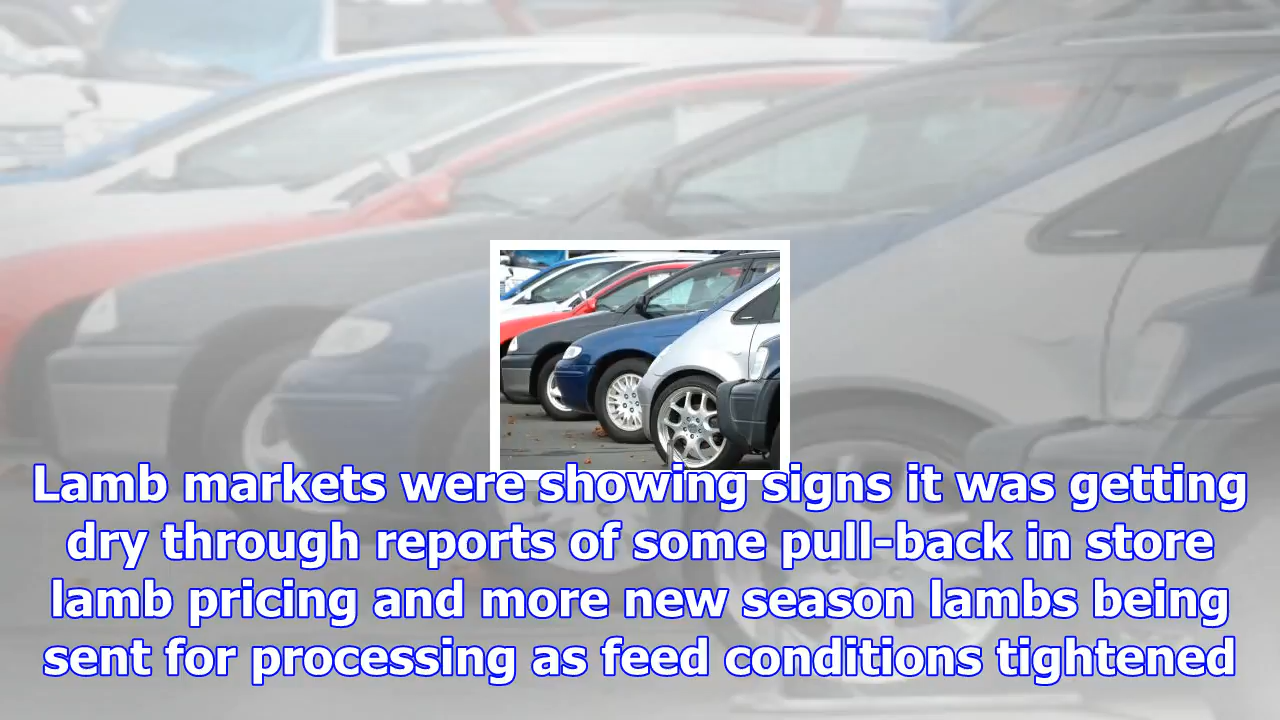 Lamb markets were showing signs it was getting
dry through reports of some pull-back in store
lamb pricing and more new season lambs being
sent for processing as feed conditions tightened